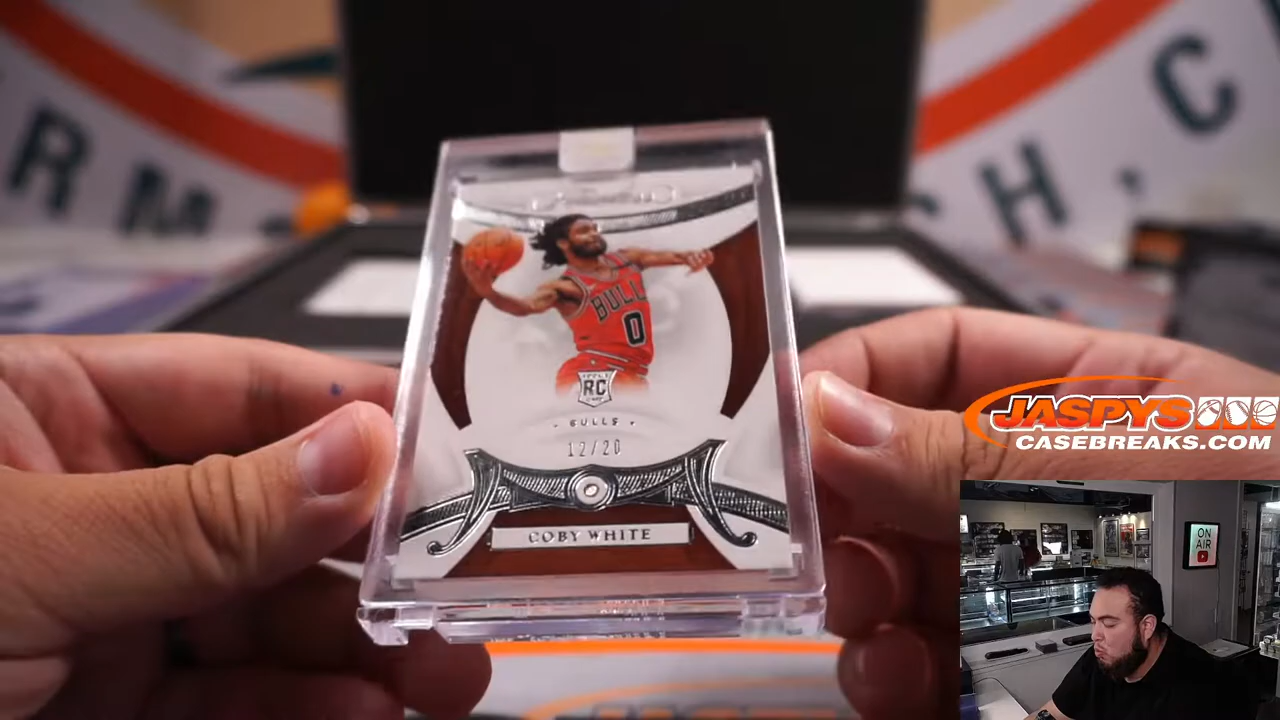 BULLS
0
RC
- BULLS -
12/20
COBY WHITE
JASPYS
CASEBREAKS.COM
ON
AIR